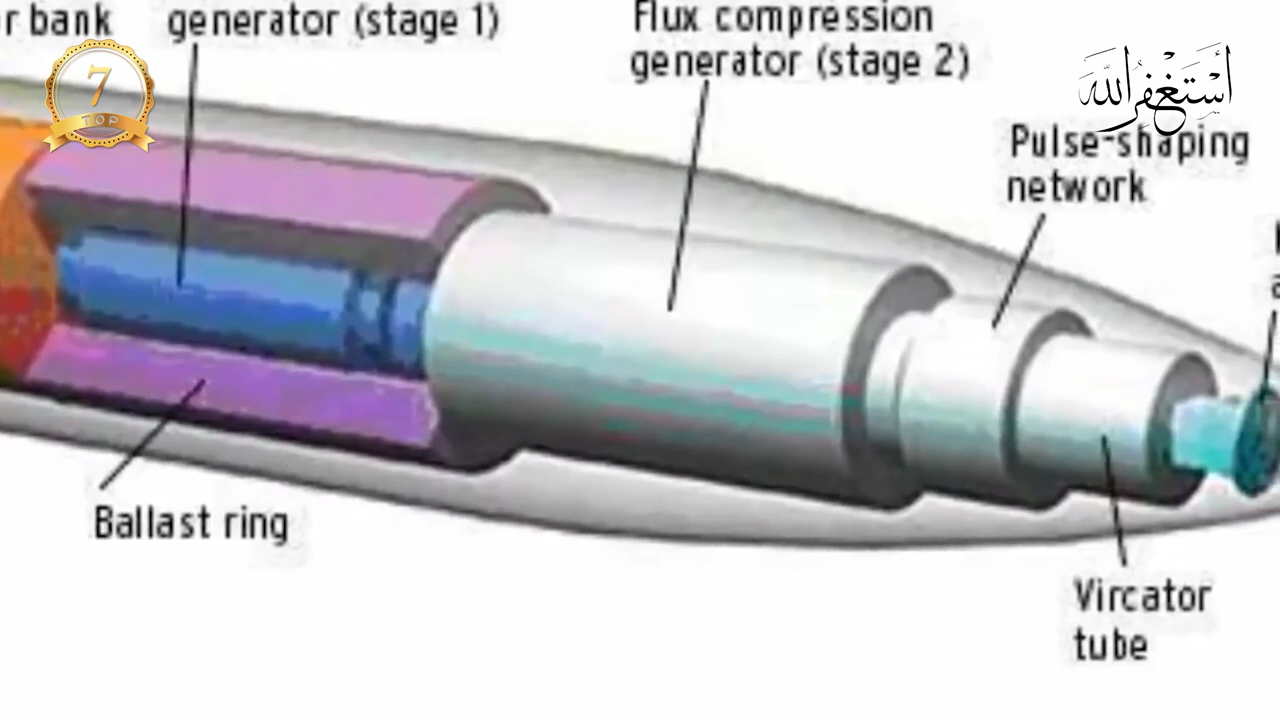 r bank
generator (stage 1)
Flux compression
generator (stage 2)
7
TOP
أستغفر الله
Pulse-shaping
network
Ballast ring
Vircator
tube